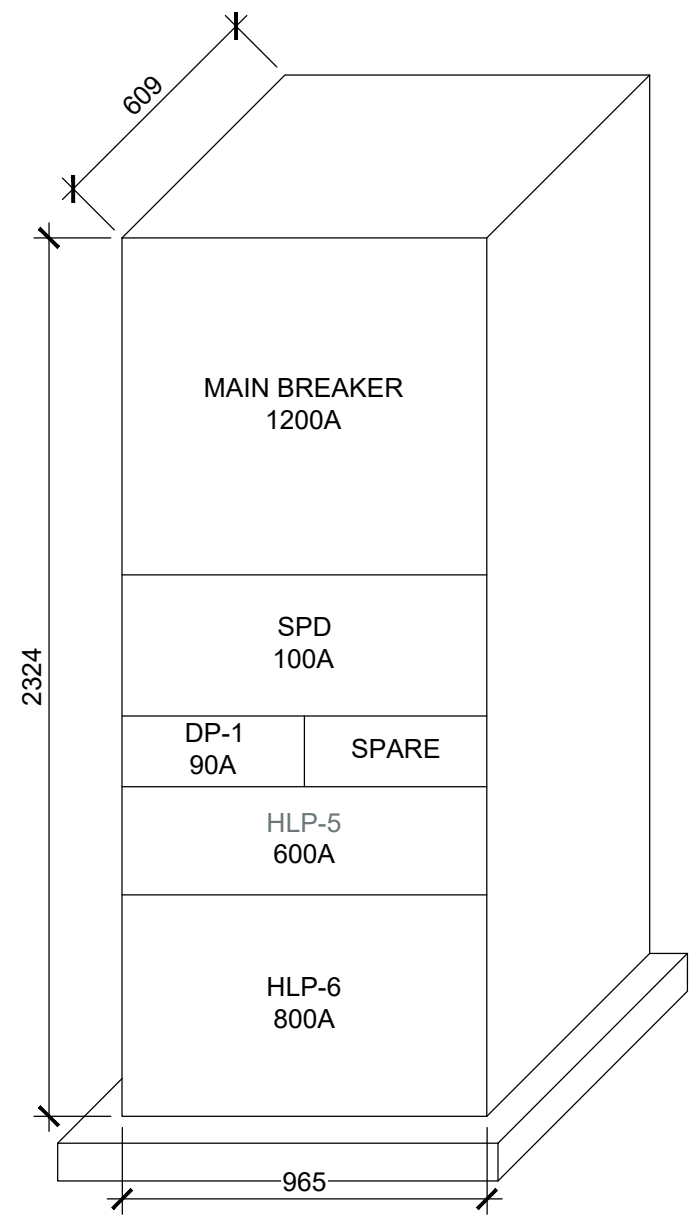 609
MAIN BREAKER
1200A
SPD
100A
2324
DP-1
90A
SPARE
HLP-5
600A
HLP-6
800A
965